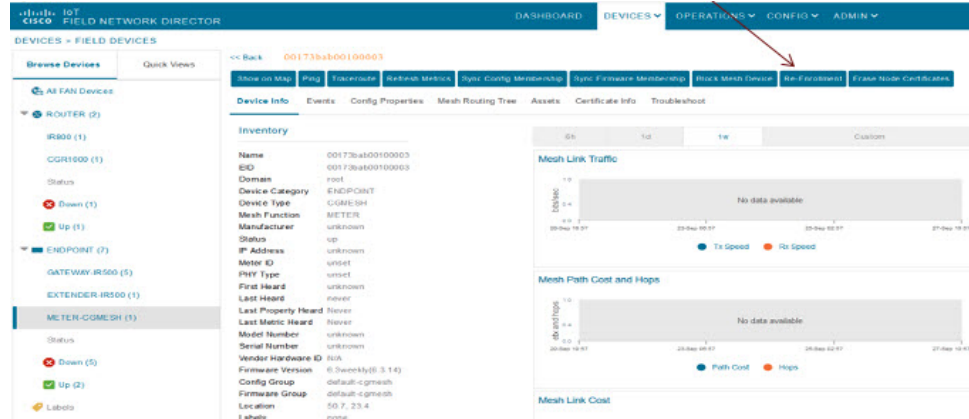 cisco IoT
FIELD NETWORK DIRECTOR
DASHBOARD DEVICES OPERATIONS CONFIG ADMIN
DEVICES > FIELD DEVICES
Browse Devices Quick Views
All FAN Devices
ROUTER (2)
IR800 (1)
CGR1000 (1)
Status
Down (1)
Up (1)
ENDPOINT (7)
GATEWAY-IR500 (5)
EXTENDER-IR500 (1)
METER-CGMESH (1)
Status
Down (5)
Up (2)
Labels
<< Back 00173bab00100003
Show on Map Ping Traceroute Refresh Metrics Sync Config Membership Sync Firmware Membership Block Mesh Device Re-Enrollment Erase Node Certificates
Device Info Events Config Properties Mesh Routing Tree Assets Certificate Info Troubleshoot
Inventory
Name 00173bab00100003
EID 00173bab00100003
Domain root
Device Category ENDPOINT
Device Type CGMESH
Mesh Function METER
Manufacturer unknown
Status up
IP Address unknown
Meter ID unset
PHY Type unset
First Heard unknown
Last Heard never
Last Property Heard Never
Last Metric Heard Never
Model Number unknown
Serial Number unknown
Vendor Hardware ID N/A
Firmware Version 6.3weekly(6.3.14)
Config Group default-cgmesh
Firmware Group default-cgmesh
Location 50.7, 23.4
Labels none
6h 1d 1w Custom
Mesh Link Traffic
bits/sec
No data available
Tx Speed Rx Speed
Mesh Path Cost and Hops
etx and hops
No data available
Path Cost Hops
Mesh Link Cost